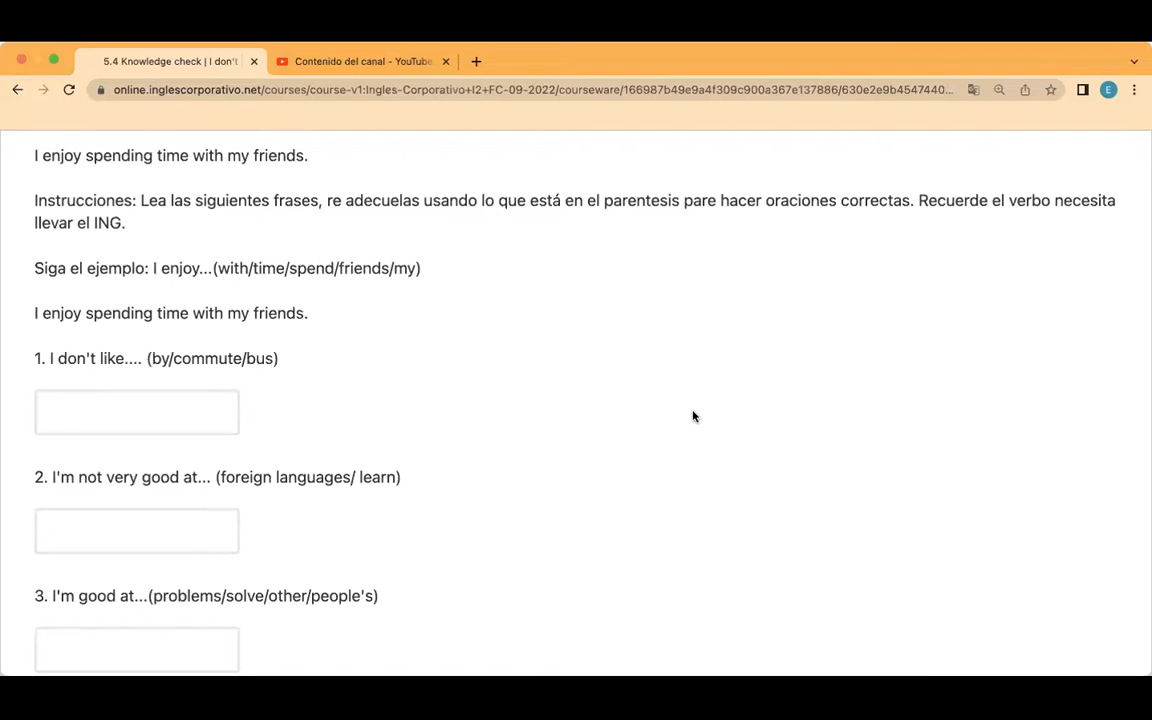 5.4 Knowledge check | I don't
Contenido del canal - YouTube
online.inglescorporativo.net/courses/course-v1:Ingles-Corporativo+I2+FC-09-2022/courseware/166987b49e9a4f309c900a367e137886/630e2e9b4547440...
E
I enjoy spending time with my friends.
Instrucciones: Lea las siguientes frases, re adecuelas usando lo que está en el parentesis pare hacer oraciones correctas. Recuerde el verbo necesita
llevar el ING.
Siga el ejemplo: I enjoy...(with/time/spend/friends/my)
I enjoy spending time with my friends.
1. I don't like.... (by/commute/bus)
2. I'm not very good at... (foreign languages/ learn)
3. I'm good at...(problems/solve/other/people's)